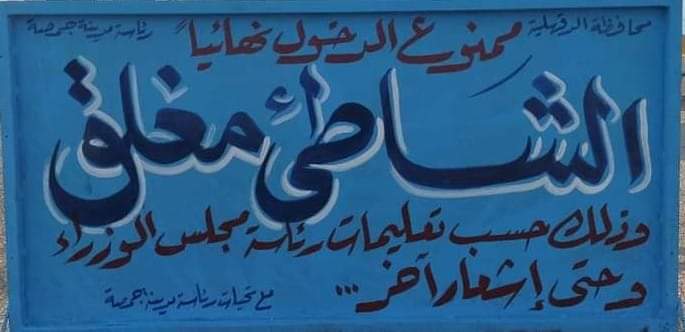 محافظة الدقهلية
ممنوع الدخول نهائياً
رئاسة مدينة جمصة
الشاطئ مغلق
وذلك حسب تعليمات رئاسة مجلس الوزراء
وحتى إشعار آخر ...
مع تحيات رئاسة مدينة جمصة